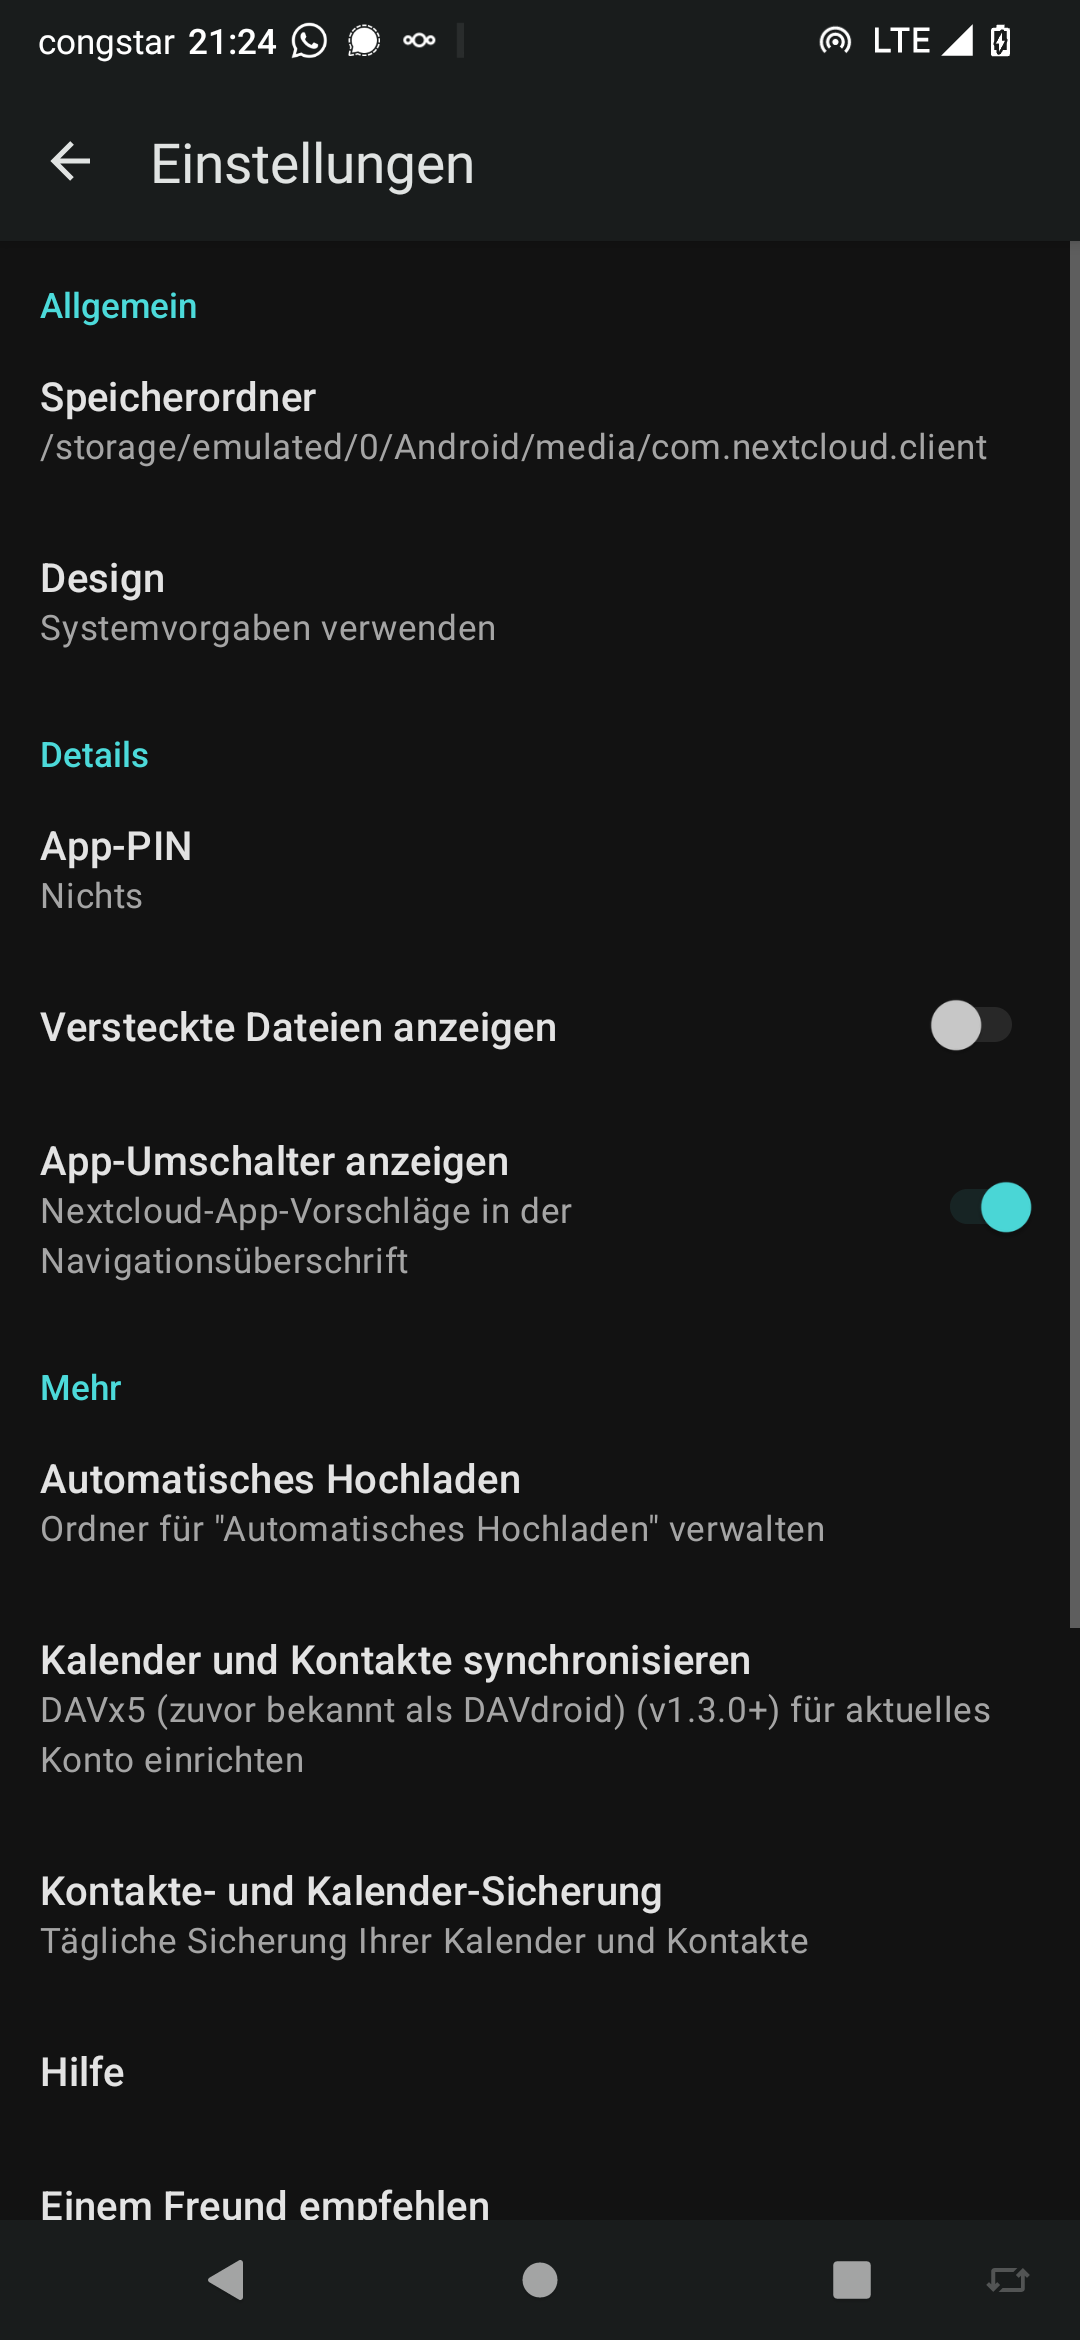 congstar 21:24 LTE
Einstellungen
Allgemein
Speicherordner
/storage/emulated/0/Android/media/com.nextcloud.client
Design
Systemvorgaben verwenden
Details
App-PIN
Nichts
Versteckte Dateien anzeigen
App-Umschalter anzeigen
Nextcloud-App-Vorschläge in der
Navigationsüberschrift
Mehr
Automatisches Hochladen
Ordner für "Automatisches Hochladen" verwalten
Kalender und Kontakte synchronisieren
DAVx5 (zuvor bekannt als DAVdroid) (v1.3.0+) für aktuelles
Konto einrichten
Kontakte- und Kalender-Sicherung
Tägliche Sicherung Ihrer Kalender und Kontakte
Hilfe
Einem Freund empfehlen